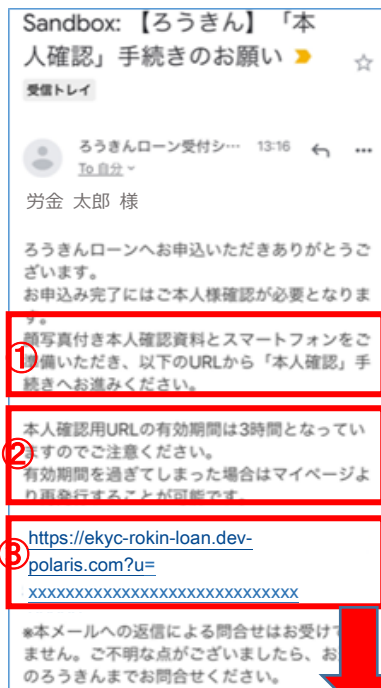 Sandbox: 【ろうきん】「本
人確認」手続きのお願い
受信トレイ
ろうきんローン受付シ… 13:16
To 自分
労金 太郎 様
ろうきんローンへお申込いただきありがとうご
ざいます。
お申込み完了にはご本人様確認が必要となりま
す。
顔写真付き本人確認資料とスマートフォンをご
①
準備いただき、以下のURLから「本人確認」手
続きへお進みください。
本人確認用URLの有効期間は3時間となってい
②
ますのでご注意ください。
有効期間を過ぎてしまった場合はマイページよ
り再発行することが可能です。
③
https://ekyc-rokin-loan.dev-
polaris.com?u=
xxxxxxxxxxxxxxxxxxxxxxxxxxxxx
※本メールへの返信による問合せはお受けで
ません。ご不明な点がございましたら、お
のろうきんまでお問合せください。